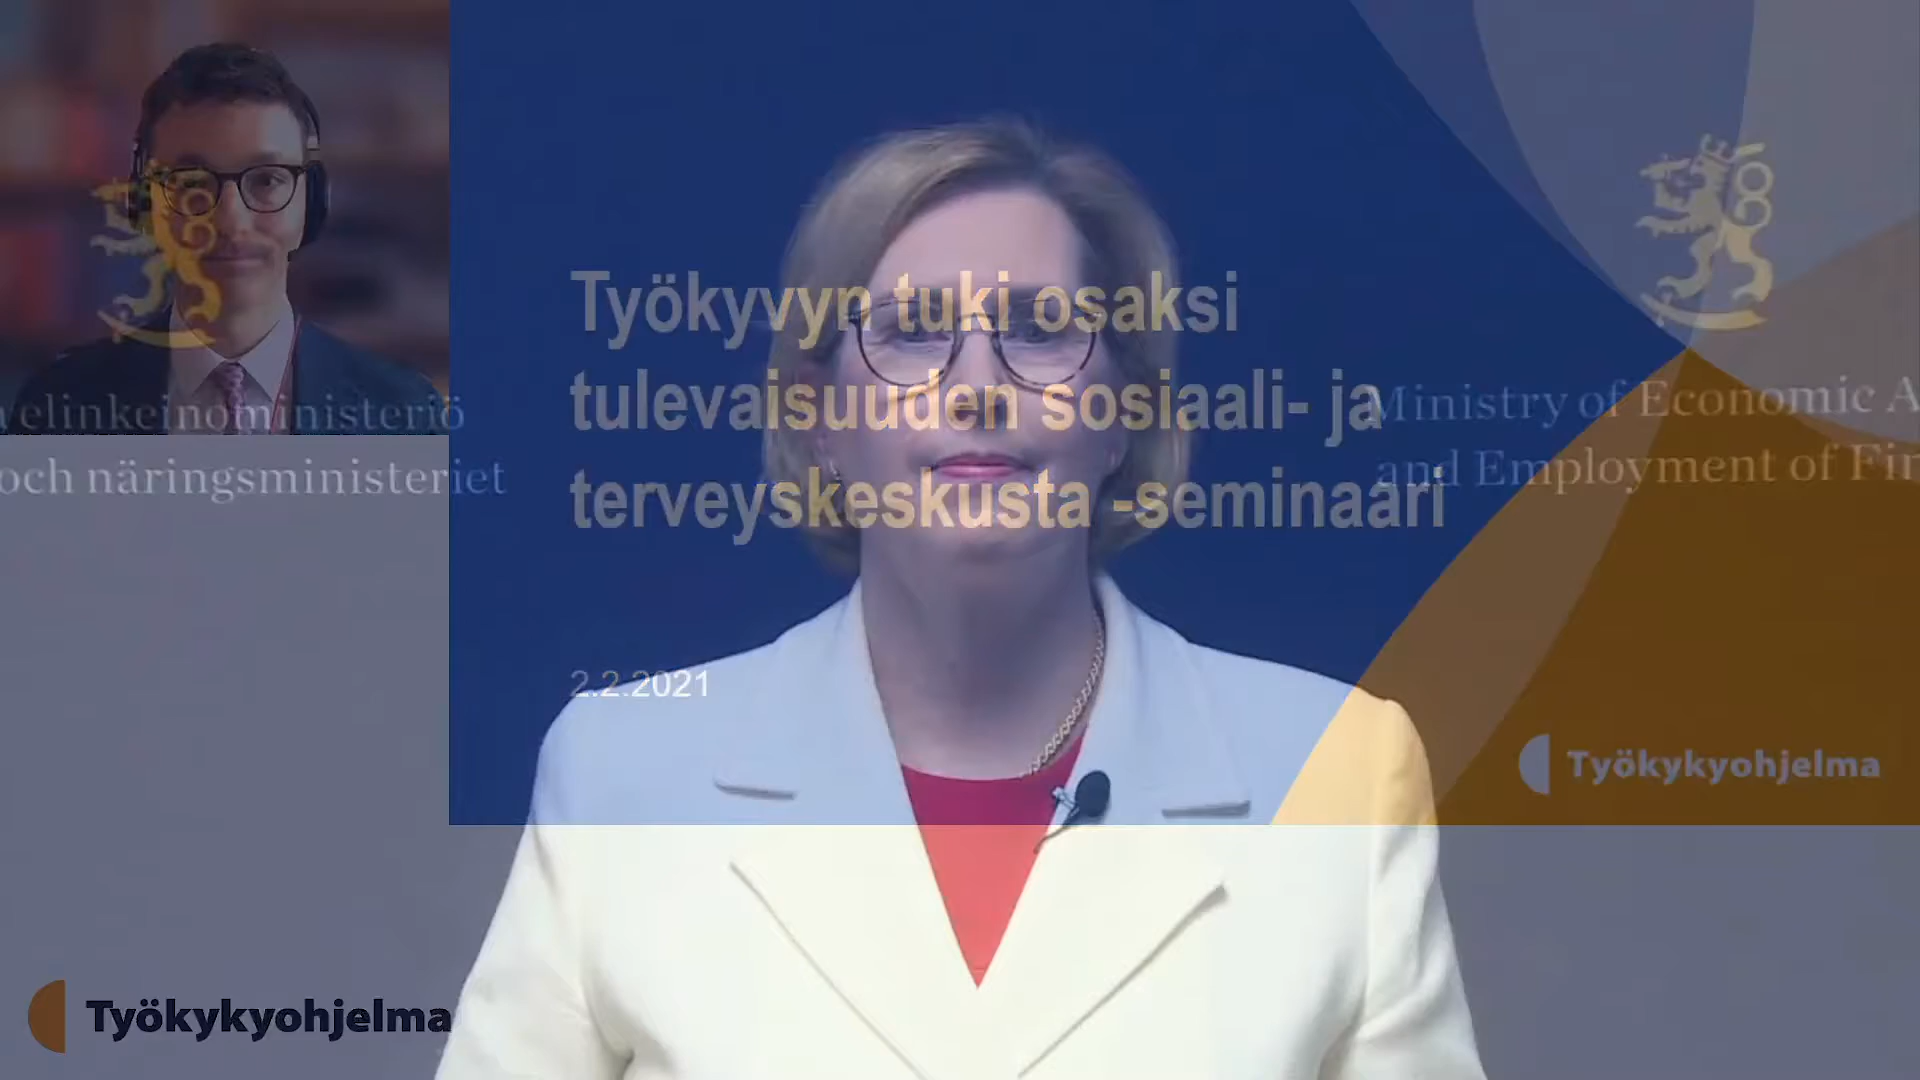 Työkyvyn tuki osaksi
tulevaisuuden sosiaali- ja
terveyskeskusta -seminaari
2.2.2021
velinkeinoministeriö
och näringsministeriet
Ministry of Economic A
and Employment of Fin
Työkykyohjelma
Työkykyohjelma